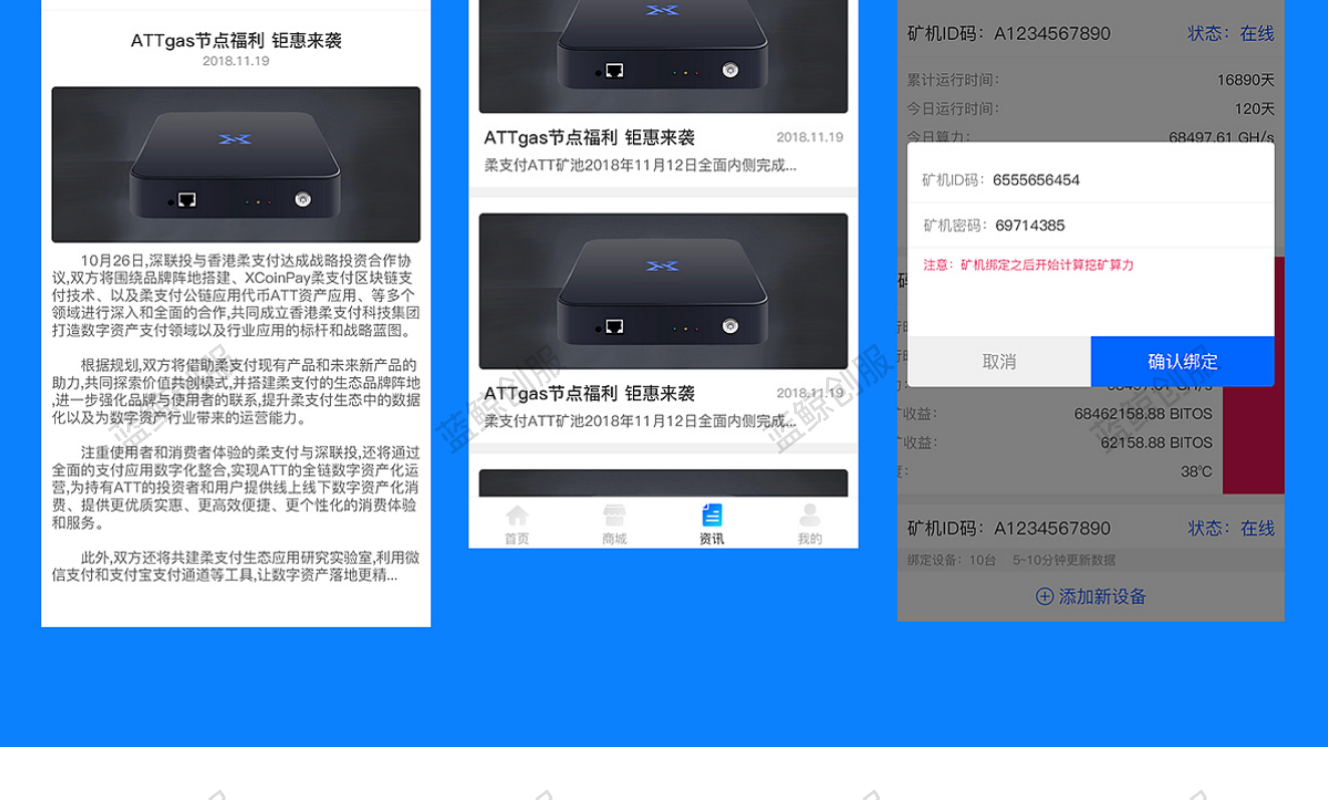 ATTgas节点福利 钜惠来袭
2018.11.19
10月26日,深联投与香港柔支付达成战略投资合作协
议,双方将围绕品牌阵地搭建、XCoinPay柔支付区块链支
付技术、以及柔支付公链应用代币ATT资产应用、等多个
领域进行深入和全面的合作,共同成立香港柔支付科技集团
打造数字资产支付领域以及行业应用的标杆和战略蓝图。
根据规划,双方将借助柔支付现有产品和未来新产品的
助力,共同探索价值共创模式,并搭建柔支付的生态品牌阵地
,进一步强化品牌与使用者的联系,提升柔支付生态中的数据
化以及为数字资产行业带来的运营能力。
注重使用者和消费者体验的柔支付与深联投,还将通过
全面的支付应用数字化整合,实现ATT的全链数字资产化运
营,为持有ATT的投资者和用户提供线上线下数字资产化消
费、提供更优质实惠、更高效便捷、更个性化的消费体验
和服务。
此外,双方还将共建柔支付生态应用研究实验室,利用微
信支付和支付宝支付通道等工具,让数字资产落地更精...
ATTgas节点福利 钜惠来袭
2018.11.19
柔支付ATT矿池2018年11月12日全面内侧完成...
ATTgas节点福利 钜惠来袭
2018.11.19
柔支付ATT矿池2018年11月12日全面内侧完成...
首页
商城
资讯
我的
矿机ID码：A1234567890 状态：在线
累计运行时间： 16890天
今日运行时间： 120天
今日算力： 68497.61 GH/s
矿机ID码：6555656454
矿机密码：69714385
注意：矿机绑定之后开始计算挖矿算力
取消
确认绑定
收益： 68462158.88 BITOS
收益： 62158.88 BITOS
38℃
矿机ID码：A1234567890 状态：在线
绑定设备：10台 5-10分钟更新数据
添加新设备
蓝鲸创服
蓝鲸创服
蓝鲸创服
蓝鲸创服